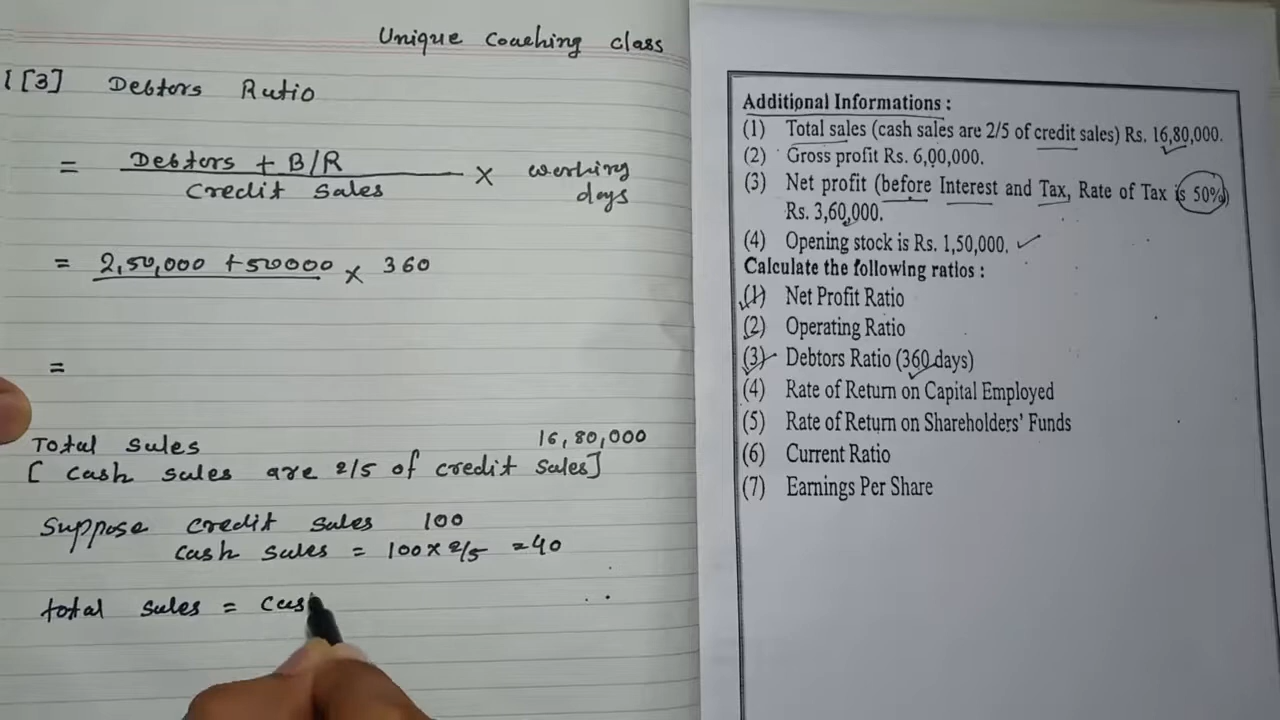 Unique Coaching class
[3] Debtors Ratio
= Debtors + B/R × working
Credit Sales days
= 2,50,000 + 50000 × 360
=
Total Sales 16,80,000
[ Cash Sales are 2/5 of credit Sales]
Suppose Credit Sales 100
Cash Sales = 100 × 2/5 = 40
total Sales = Cas
Additional Informations :
(1) Total sales (cash sales are 2/5 of credit sales) Rs. 16,80,000.
(2) Gross profit Rs. 6,00,000.
(3) Net profit (before Interest and Tax, Rate of Tax is 50%)
Rs. 3,60,000.
(4) Opening stock is Rs. 1,50,000.
Calculate the following ratios :
(1) Net Profit Ratio
(2) Operating Ratio
(3) Debtors Ratio (360 days)
(4) Rate of Return on Capital Employed
(5) Rate of Return on Shareholders' Funds
(6) Current Ratio
(7) Earnings Per Share